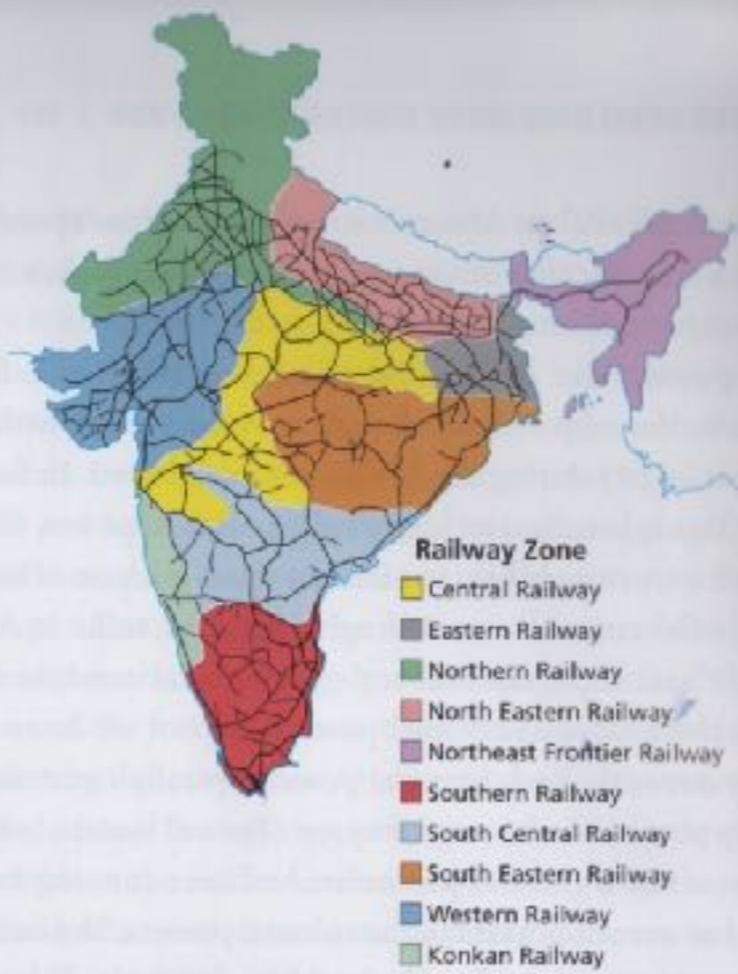 Railway Zone
Central Railway
Eastern Railway
Northern Railway
North Eastern Railway
Northeast Frontier Railway
Southern Railway
South Central Railway
South Eastern Railway
Western Railway
Konkan Railway